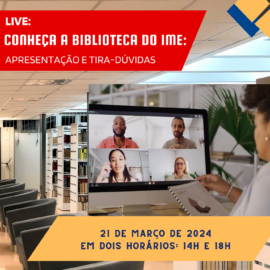 LIVE:
CONHEÇA A BIBLIOTECA DO IME:
APRESENTAÇÃO E TIRA-DÚVIDAS
21 DE MARÇO DE 2024
EM DOIS HORÁRIOS: 14H E 18H